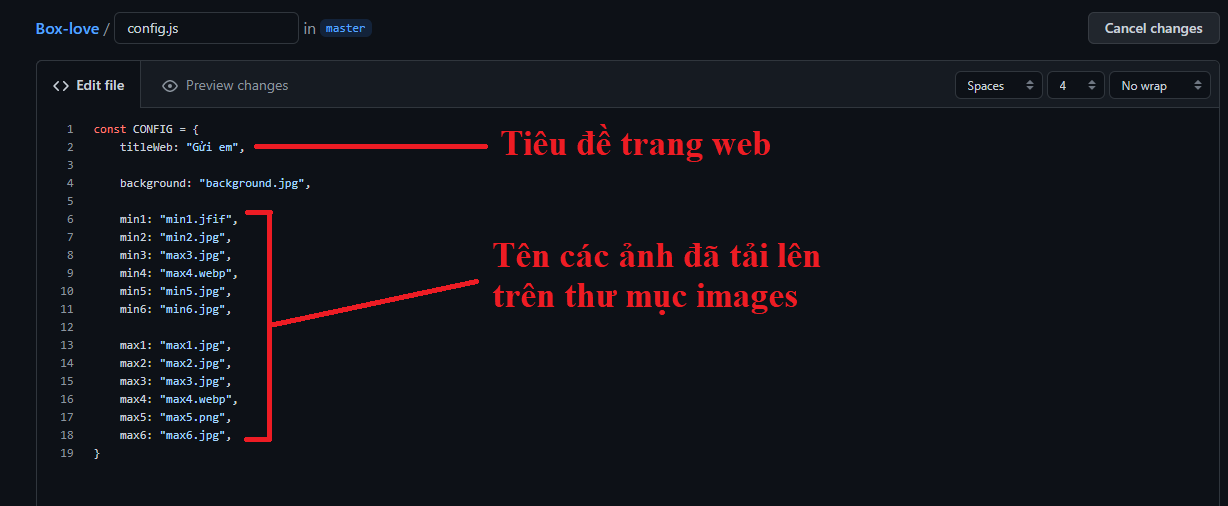 Box-love / config.js in master
Cancel changes
<> Edit file
Preview changes
Spaces
4
No wrap
1 const CONFIG = {
2 titleWeb: "Gửi em",
Tiêu đề trang web
3
4 background: "background.jpg",
5
6 min1: "min1.jfif",
7 min2: "min2.jpg",
8 min3: "max3.jpg",
9 min4: "max4.webp",
10 min5: "min5.jpg",
11 min6: "min6.jpg",
Tên các ảnh đã tải lên
trên thư mục images
12
13 max1: "max1.jpg",
14 max2: "max2.jpg",
15 max3: "max3.jpg",
16 max4: "max4.webp",
17 max5: "max5.png",
18 max6: "max6.jpg",
19 }